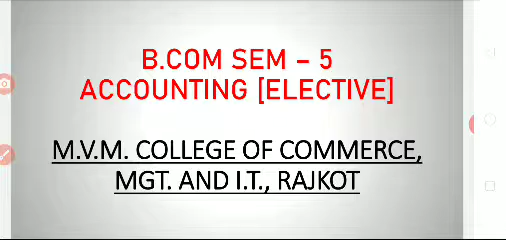 B.COM SEM – 5
ACCOUNTING [ELECTIVE]
M.V.M. COLLEGE OF COMMERCE,
MGT. AND I.T., RAJKOT